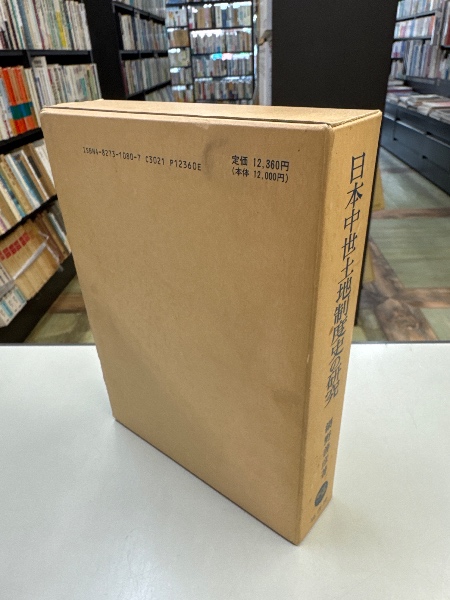 ISBN4-8273-1080-7 C3021 P12360E
定価 12,360円
(本体 12,000円)
日本中世土地制度史の研究